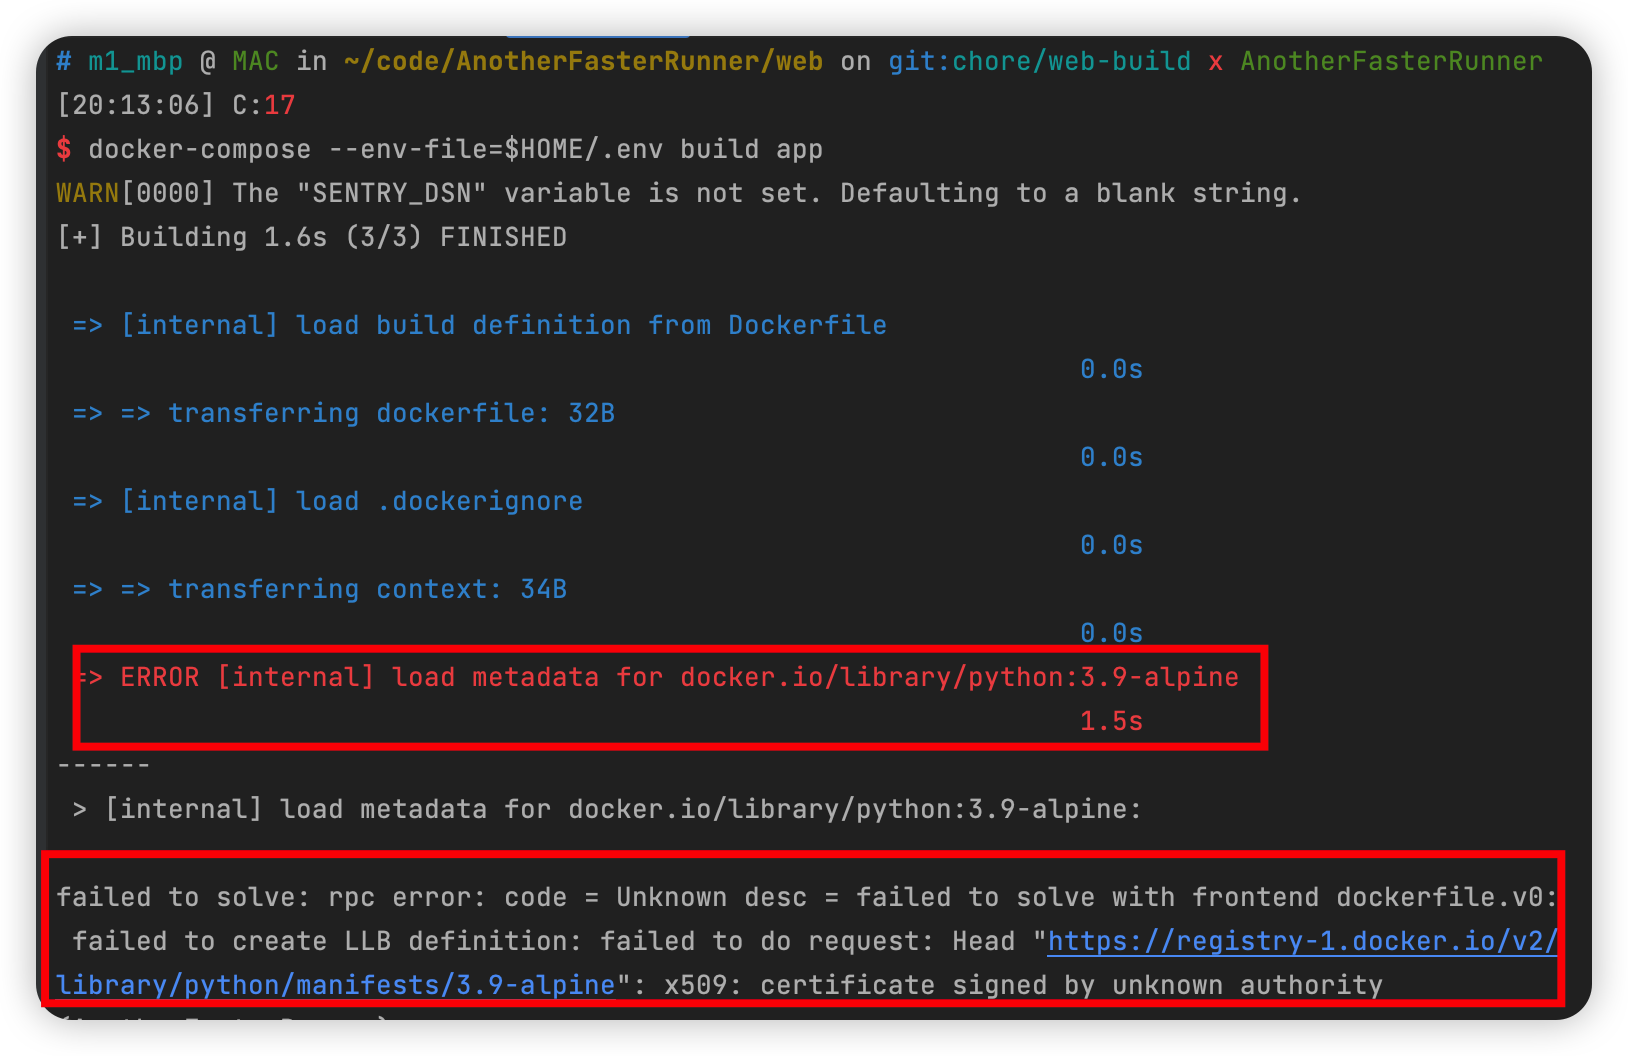 # m1_mbp @ MAC in ~/code/AnotherFasterRunner/web on git:chore/web-build x AnotherFasterRunner
[20:13:06] C:17
$ docker-compose --env-file=$HOME/.env build app
WARN[0000] The "SENTRY_DSN" variable is not set. Defaulting to a blank string.
[+] Building 1.6s (3/3) FINISHED
=> [internal] load build definition from Dockerfile
0.0s
=> => transferring dockerfile: 32B
0.0s
=> [internal] load .dockerignore
0.0s
=> => transferring context: 34B
0.0s
=> ERROR [internal] load metadata for docker.io/library/python:3.9-alpine
1.5s
------
> [internal] load metadata for docker.io/library/python:3.9-alpine:
failed to solve: rpc error: code = Unknown desc = failed to solve with frontend dockerfile.v0:
failed to create LLB definition: failed to do request: Head "https://registry-1.docker.io/v2/
library/python/manifests/3.9-alpine": x509: certificate signed by unknown authority